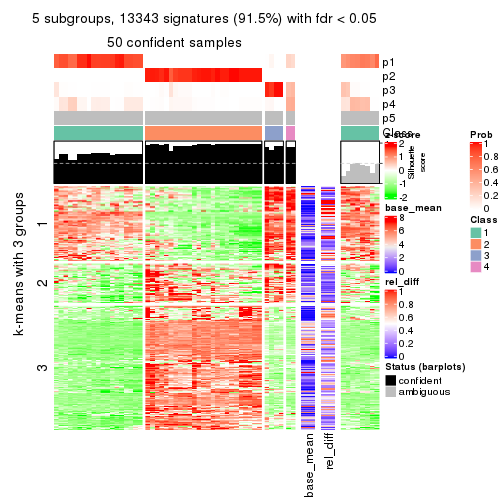 5 subgroups, 13343 signatures (91.5%) with fdr < 0.05
50 confident samples
p1
p2
p3
p4
p5
Class
z-score
2
1
0
-1
-2
Silhouette
score
base_mean
8
6
4
2
0
rel_diff
1
0.8
0.6
0.4
0.2
0
Prob
1
0.8
0.6
0.4
0.2
0
Class
1
2
3
4
Status (barplots)
confident
ambiguous
k-means with 3 groups
1
2
3
base_mean
rel_diff